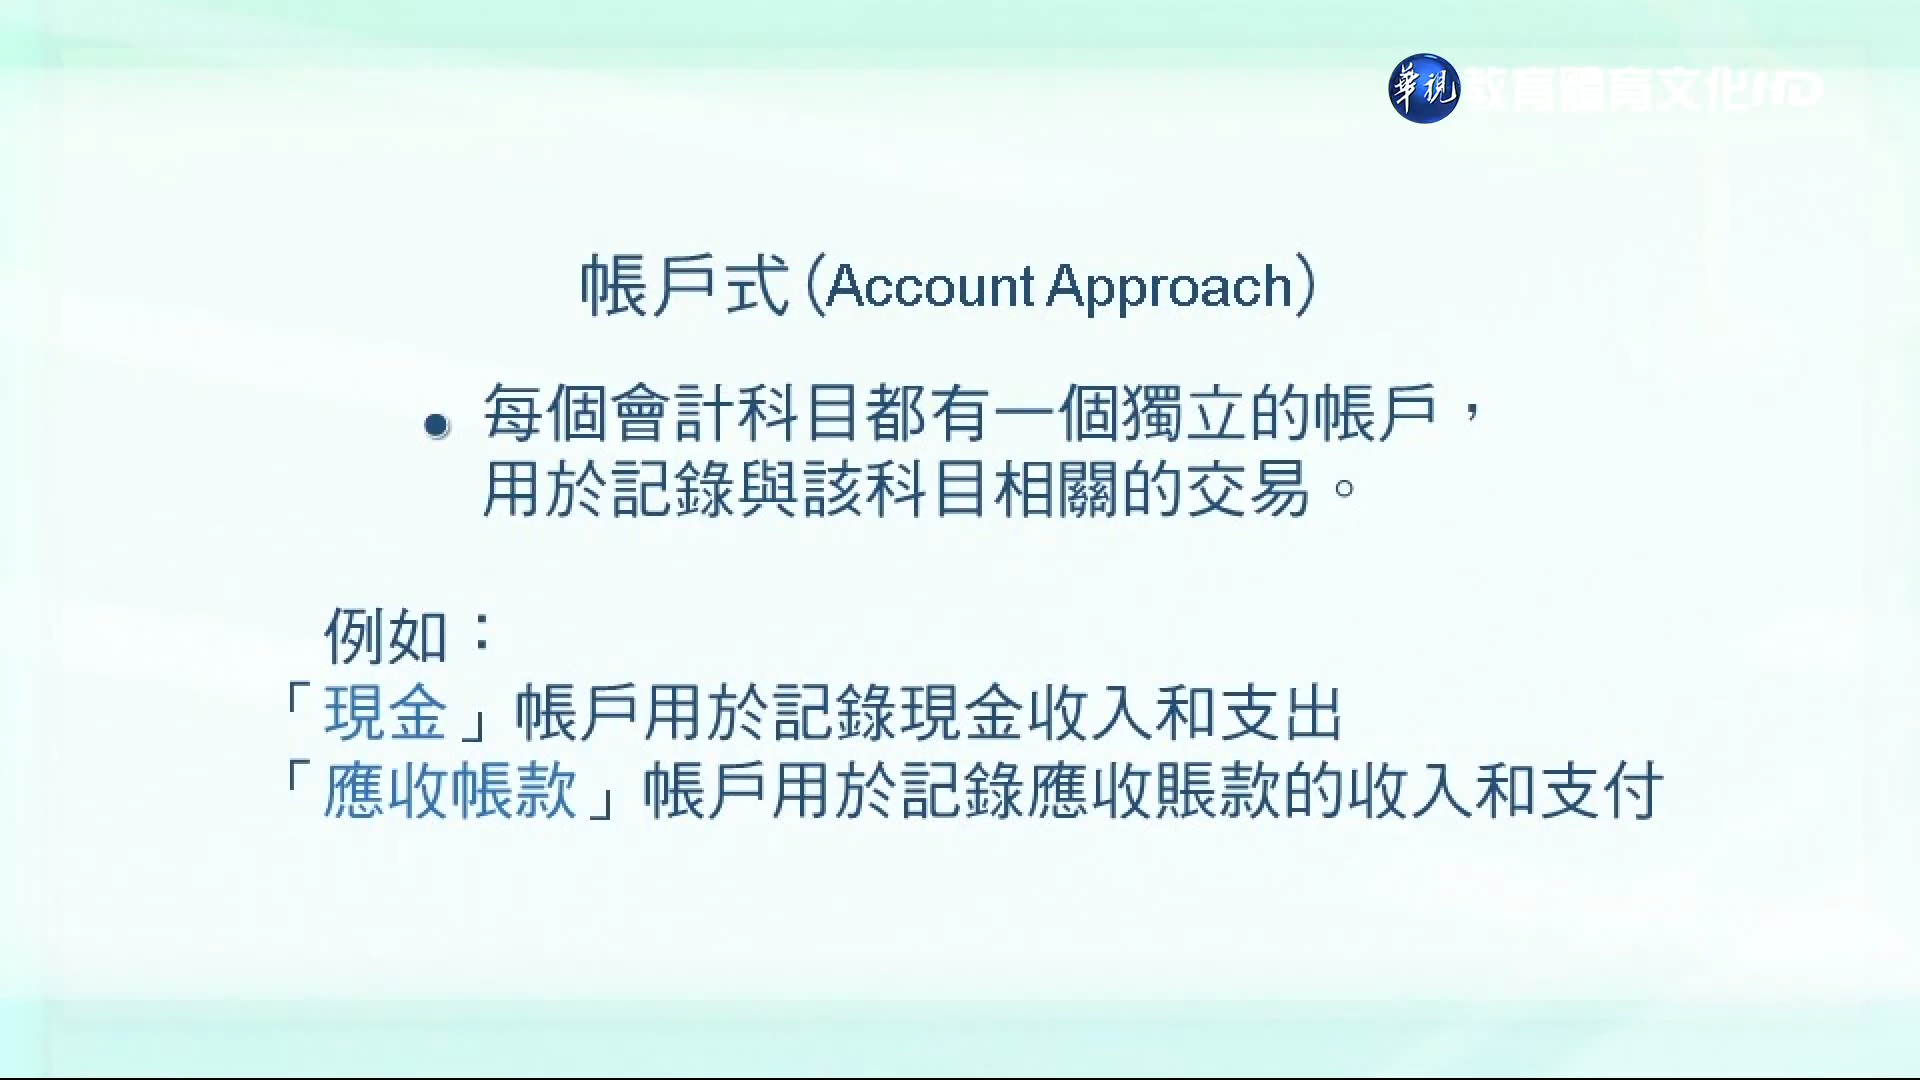 華視 教育體育文化HD
帳戶式(Account Approach)
• 每個會計科目都有一個獨立的帳戶，
用於記錄與該科目相關的交易。
例如：
「現金」帳戶用於記錄現金收入和支出
「應收帳款」帳戶用於記錄應收賬款的收入和支付